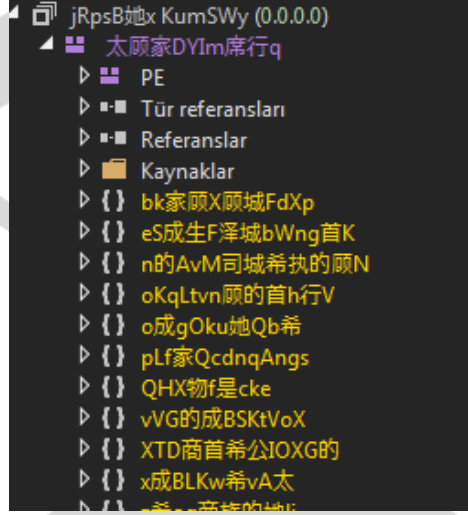 jRpsB她x KumSWy (0.0.0.0)
太顾家DYIm席行q
PE
Tür referansları
Referanslar
Kaynaklar
{ } bk家顾X顾城FdXp
{ } eS成生F泽城bWng首K
{ } n的AvM司城希执的顾N
{ } oKqLtvn顾的首h行V
{ } o成gOku她Qb希
{ } pLf家QcdnqAngs
{ } QHX物f是cke
{ } vVG的成BSKtVoX
{ } XTD商首希公IOXG的
{ } x成BLKw希vA太